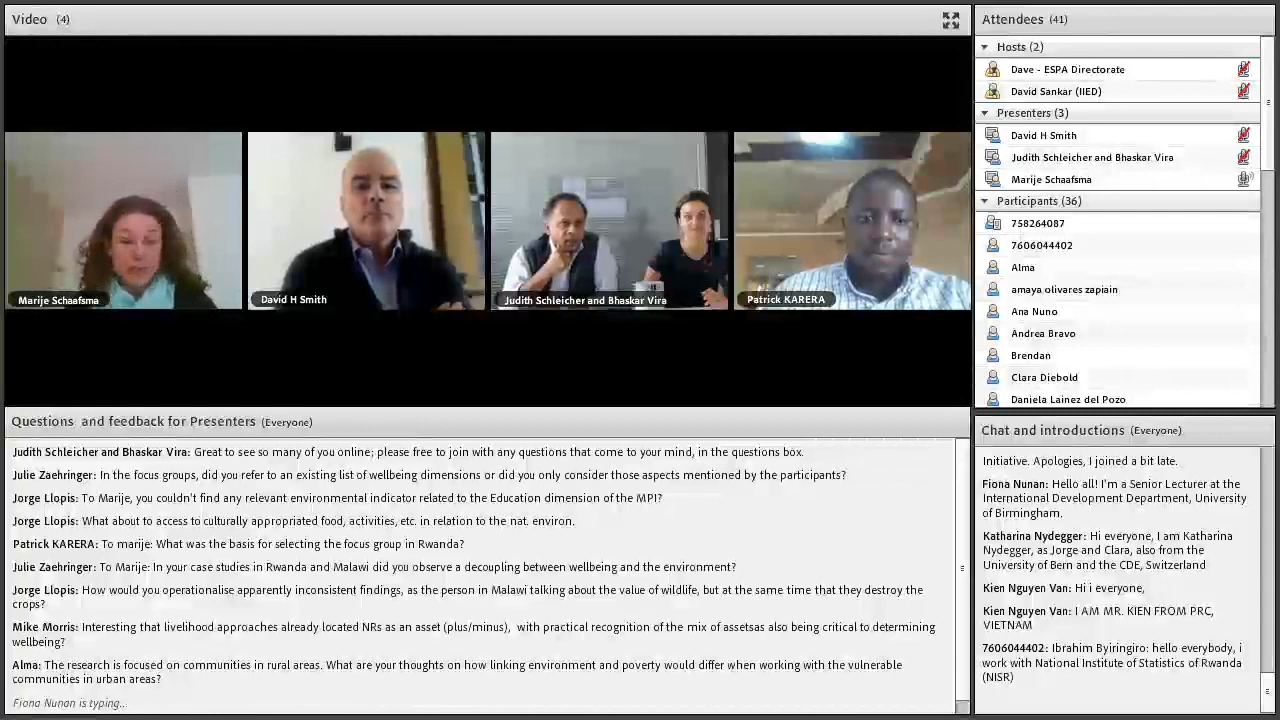 Video (4)
Marije Schaafsma
David H Smith
Judith Schleicher and Bhaskar Vira
Patrick KARERA
Questions and feedback for Presenters (Everyone)
Judith Schleicher and Bhaskar Vira: Great to see so many of you online; please free to join with any questions that come to your mind, in the questions box.
Julie Zaehringer: In the focus groups, did you refer to an existing list of wellbeing dimensions or did you only consider those aspects mentioned by the participants?
Jorge Llopis: To Marije, you couldn't find any relevant environmental indicator related to the Education dimension of the MPI?
Jorge Llopis: What about to access to culturally appropriated food, activities, etc. in relation to the nat. environ.
Patrick KARERA: To marije: What was the basis for selecting the focus group in Rwanda?
Julie Zaehringer: To Marije: In your case studies in Rwanda and Malawi did you observe a decoupling between wellbeing and the environment?
Jorge Llopis: How would you operationalise apparently inconsistent findings, as the person in Malawi talking about the value of wildlife, but at the same time that they destroy the
crops?
Mike Morris: Interesting that livelihood approaches already located NRs as an asset (plus/minus), with practical recognition of the mix of assetsas also being critical to determining
wellbeing?
Alma: The research is focused on communities in rural areas. What are your thoughts on how linking environment and poverty would differ when working with the vulnerable
communities in urban areas?
Fiona Nunan is typing...
Attendees (41)
Hosts (2)
Dave - ESPA Directorate
David Sankar (IIED)
Presenters (3)
David H Smith
Judith Schleicher and Bhaskar Vira
Marije Schaafsma
Participants (36)
758264087
7606044402
Alma
amaya olivares zapiain
Ana Nuno
Andrea Bravo
Brendan
Clara Diebold
Daniela Lainez del Pozo
Chat and introductions (Everyone)
Initiative. Apologies, I joined a bit late.
Fiona Nunan: Hello all! I'm a Senior Lecturer at the
International Development Department, University
of Birmingham.
Katharina Nydegger: Hi everyone, I am Katharina
Nydegger, as Jorge and Clara, also from the
University of Bern and the CDE, Switzerland
Kien Nguyen Van: Hi i everyone,
Kien Nguyen Van: I AM MR. KIEN FROM PRC,
VIETNAM
7606044402: Ibrahim Byiringiro: hello everybody, i
work with National Institute of Statistics of Rwanda
(NISR)